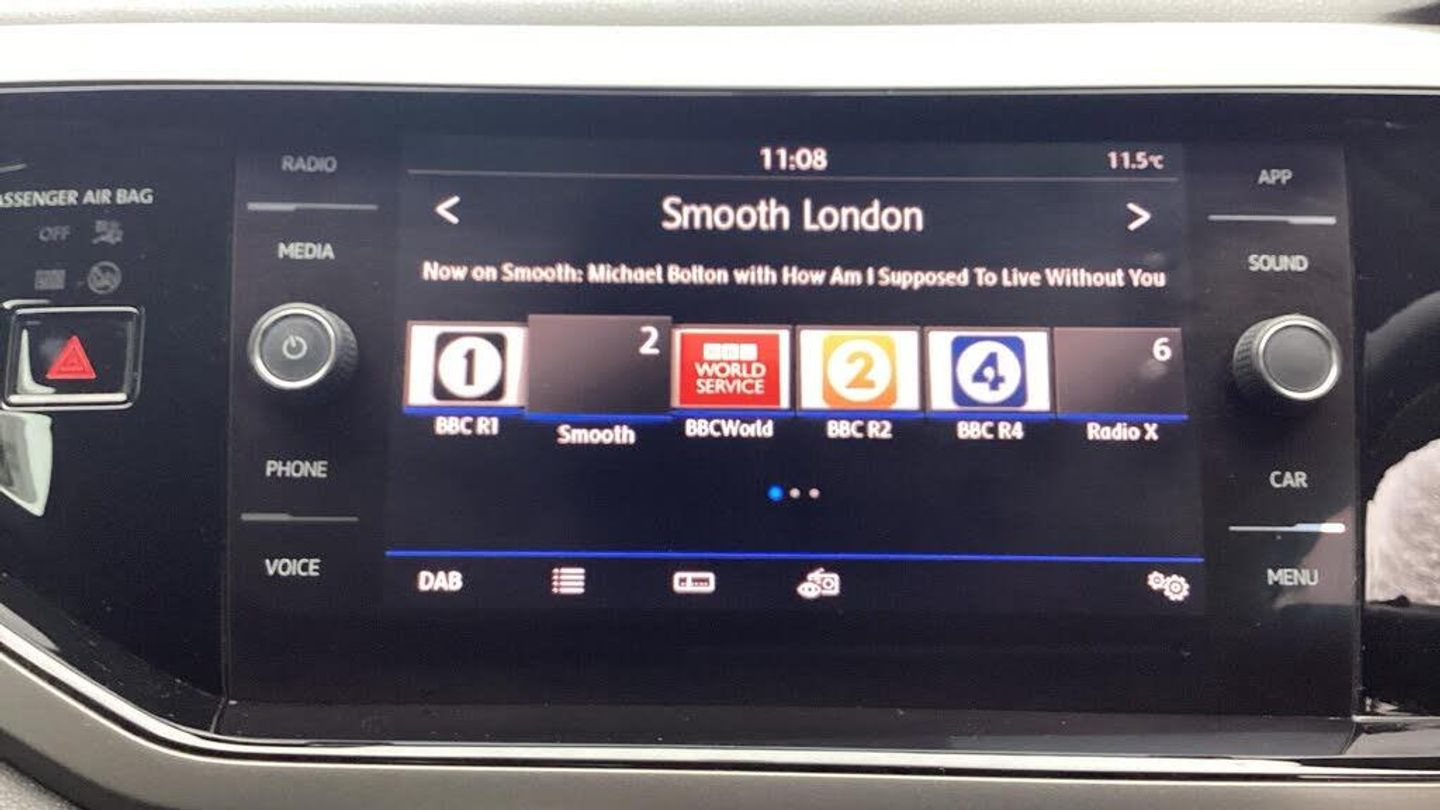 11:08
11.5°C
RADIO
APP
ASSENGER AIR BAG
OFF
<
Smooth London
>
MEDIA
SOUND
Now on Smooth: Michael Bolton with How Am I Supposed To Live Without You
1
2
BBC
WORLD
SERVICE
2
4
6
BBC R1
Smooth
BBCWorld
BBC R2
BBC R4
Radio X
PHONE
CAR
VOICE
DAB
MENU